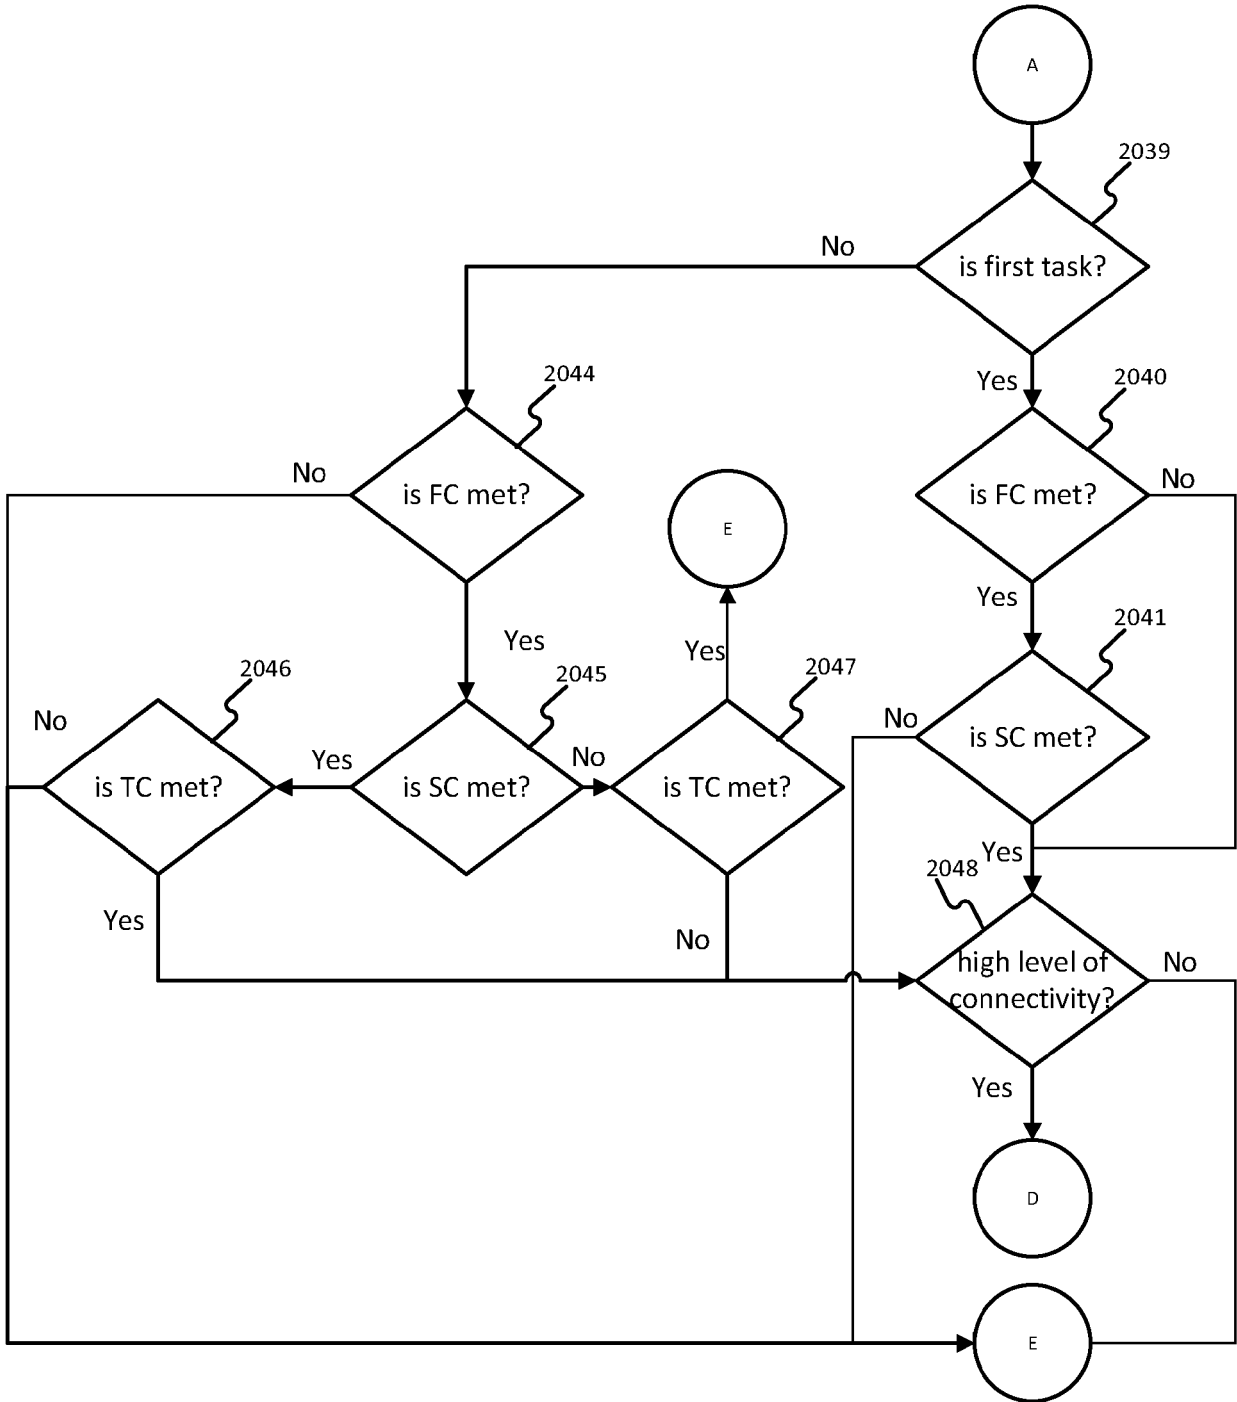 A
2039
No
is first task?
2044
Yes
2040
No
is FC met?
E
is FC met?
No
Yes
2041
Yes
Yes
2046
2045
2047
No
No
is TC met?
Yes
is SC met?
No
is TC met?
is SC met?
Yes
2048
Yes
No
high level of
connectivity?
No
Yes
D
E